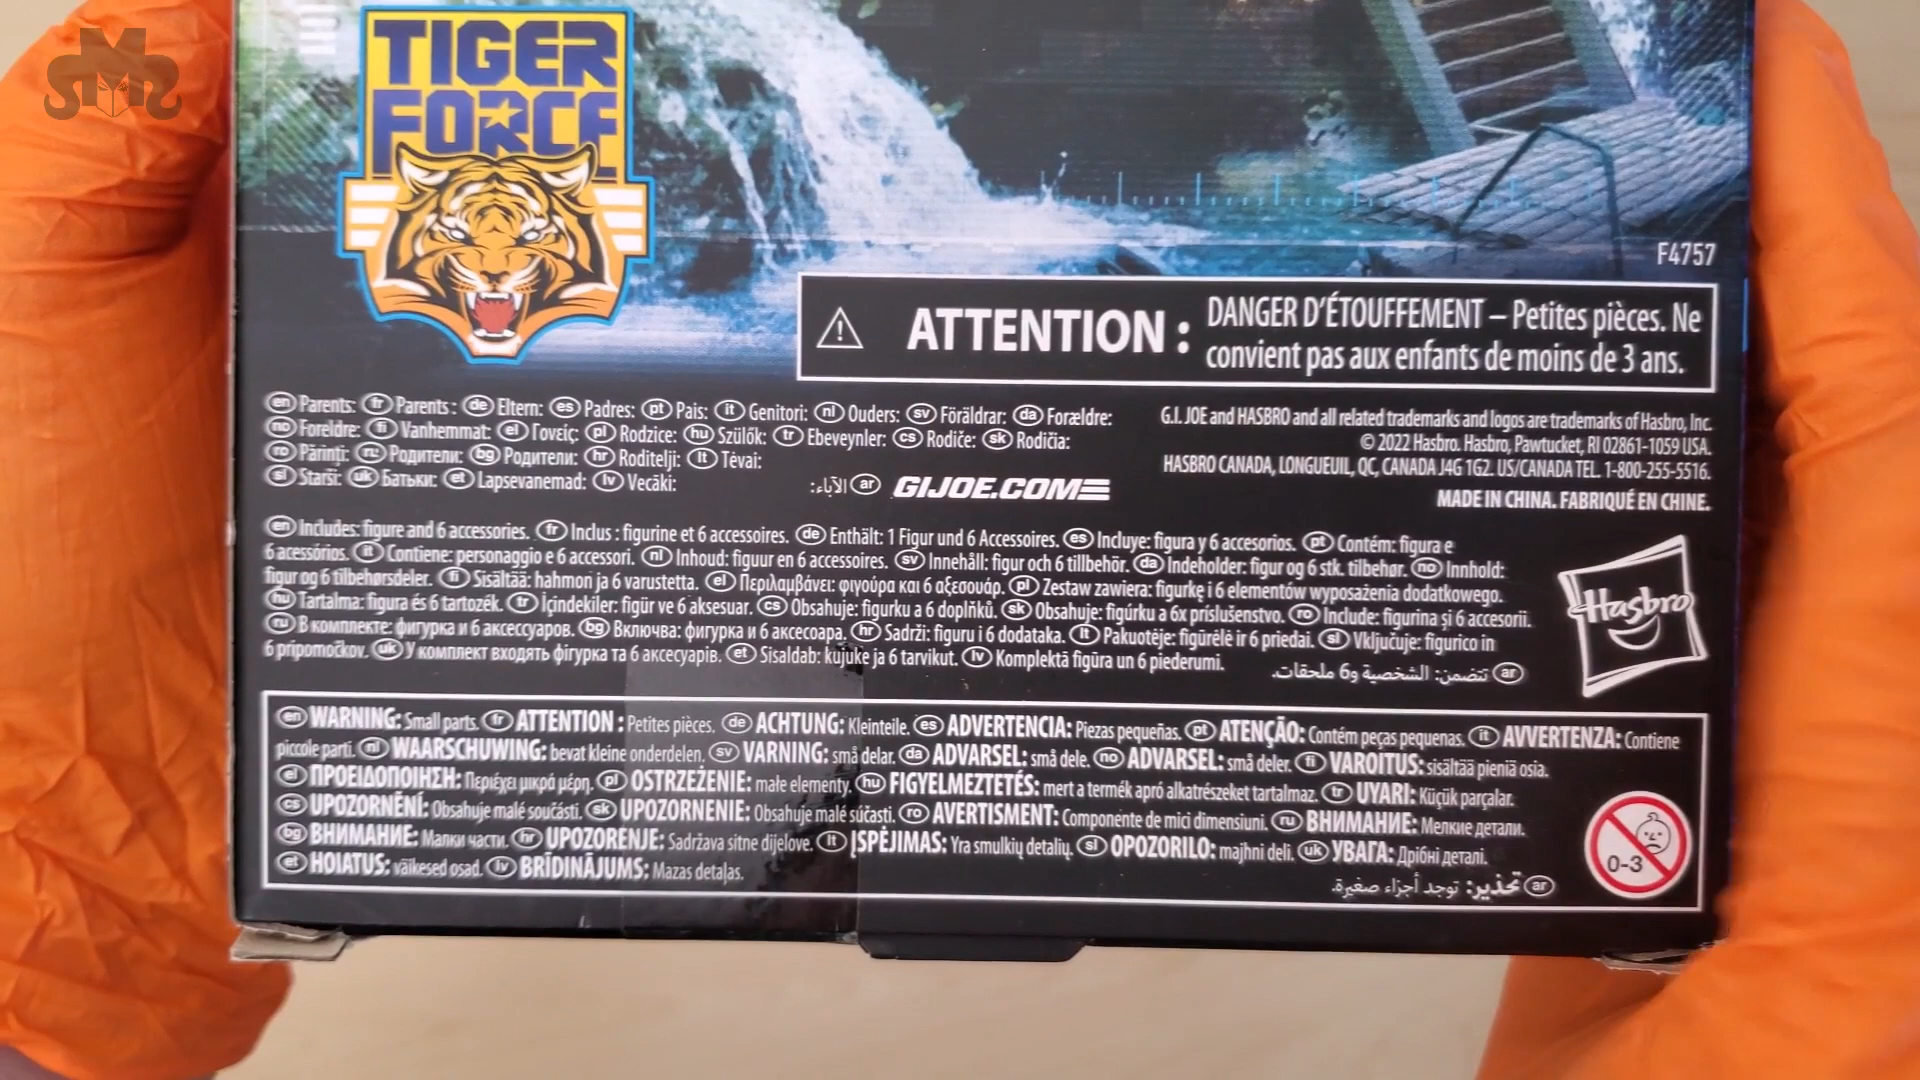 TIGER
FORCE
F4757
ATTENTION : DANGER D'ÉTOUFFEMENT – Petites pièces. Ne
convient pas aux enfants de moins de 3 ans.
en Parents: fr Parents : de Eltern: es Padres: pt Pais: it Genitori: nl Ouders: sv Föräldrar: da Forældre:
no Foreldre: fi Vanhemmat: el Γονείς: pl Rodzice: hu Szülők: tr Ebeveynler: cs Rodiče: sk Rodičia:
ro Părinți: ru Родители: bg Родители: hr Roditelji: lt Tėvai:
sl Starši: uk Батьки: et Lapsevanemad: lv Vecāki:
ar الآباء:
GIJOE.COM
G.I. JOE and HASBRO and all related trademarks and logos are trademarks of Hasbro, Inc.
© 2022 Hasbro. Hasbro, Pawtucket, RI 02861-1059 USA.
HASBRO CANADA, LONGUEUIL, QC, CANADA J4G 1G2. US/CANADA TEL. 1-800-255-5516.
MADE IN CHINA. FABRIQUÉ EN CHINE.
en Includes: figure and 6 accessories. fr Inclus : figurine et 6 accessoires. de Enthält: 1 Figur und 6 Accessoires. es Incluye: figura y 6 accesorios. pt Contém: figura e
6 acessórios. it Contiene: personaggio e 6 accessori. nl Inhoud: figuur en 6 accessoires. sv Innehåll: figur och 6 tillbehör. da Indeholder: figur og 6 stk. tilbehør. no Innhold:
figur og 6 tilbehørsdeler. fi Sisältää: hahmon ja 6 varustetta. el Περιλαμβάνει: φιγούρα και 6 αξεσουάρ. pl Zestaw zawiera: figurkę i 6 elementów wyposażenia dodatkowego.
hu Tartalma: figura és 6 tartozék. tr İçindekiler: figür ve 6 aksesuar. cs Obsahuje: figurku a 6 doplňků. sk Obsahuje: figúrku a 6x príslušenstvo. ro Include: figurina și 6 accesorii.
ru В комплекте: фигурка и 6 аксессуаров. bg Включва: фигурка и 6 аксесоара. hr Sadrži: figuru i 6 dodataka. lt Pakuotėje: figūrėlė ir 6 priedai. sl Vključuje: figurico in
6 pripomočkov. uk У комплект входять фігурка та 6 аксесуарів. et Sisaldab: kujuke ja 6 tarvikut. lv Komplektā figūra un 6 piederumi.
ar تتضمن: الشخصية و6 ملحقات.
Hasbro
en WARNING: Small parts. fr ATTENTION : Petites pièces. de ACHTUNG: Kleinteile. es ADVERTENCIA: Piezas pequeñas. pt ATENÇÃO: Contém peças pequenas. it AVVERTENZA: Contiene
piccole parti. nl WAARSCHUWING: bevat kleine onderdelen. sv VARNING: små delar. da ADVARSEL: små dele. no ADVARSEL: små deler. fi VAROITUS: sisältää pieniä osia.
el ΠΡΟΕΙΔΟΠΟΙΗΣΗ: Περιέχει μικρά μέρη. pl OSTRZEŻENIE: małe elementy. hu FIGYELMEZTETÉS: mert a termék apró alkatrészeket tartalmaz. tr UYARI: Küçük parçalar.
cs UPOZORNĚNÍ: Obsahuje malé součásti. sk UPOZORNENIE: Obsahuje malé súčasti. ro AVERTISMENT: Componente de mici dimensiuni. ru ВНИМАНИЕ: Мелкие детали.
bg ВНИМАНИЕ: Малки части. hr UPOZORENJE: Sadržava sitne dijelove. lt ĮSPĖJIMAS: Yra smulkių detalių. sl OPOZORILO: majhni deli. uk УВАГА: Дрібні деталі.
et HOIATUS: väikesed osad. lv BRĪDINĀJUMS: Mazas detaļas.
ar تحذير: توجد أجزاء صغيرة.
0-3